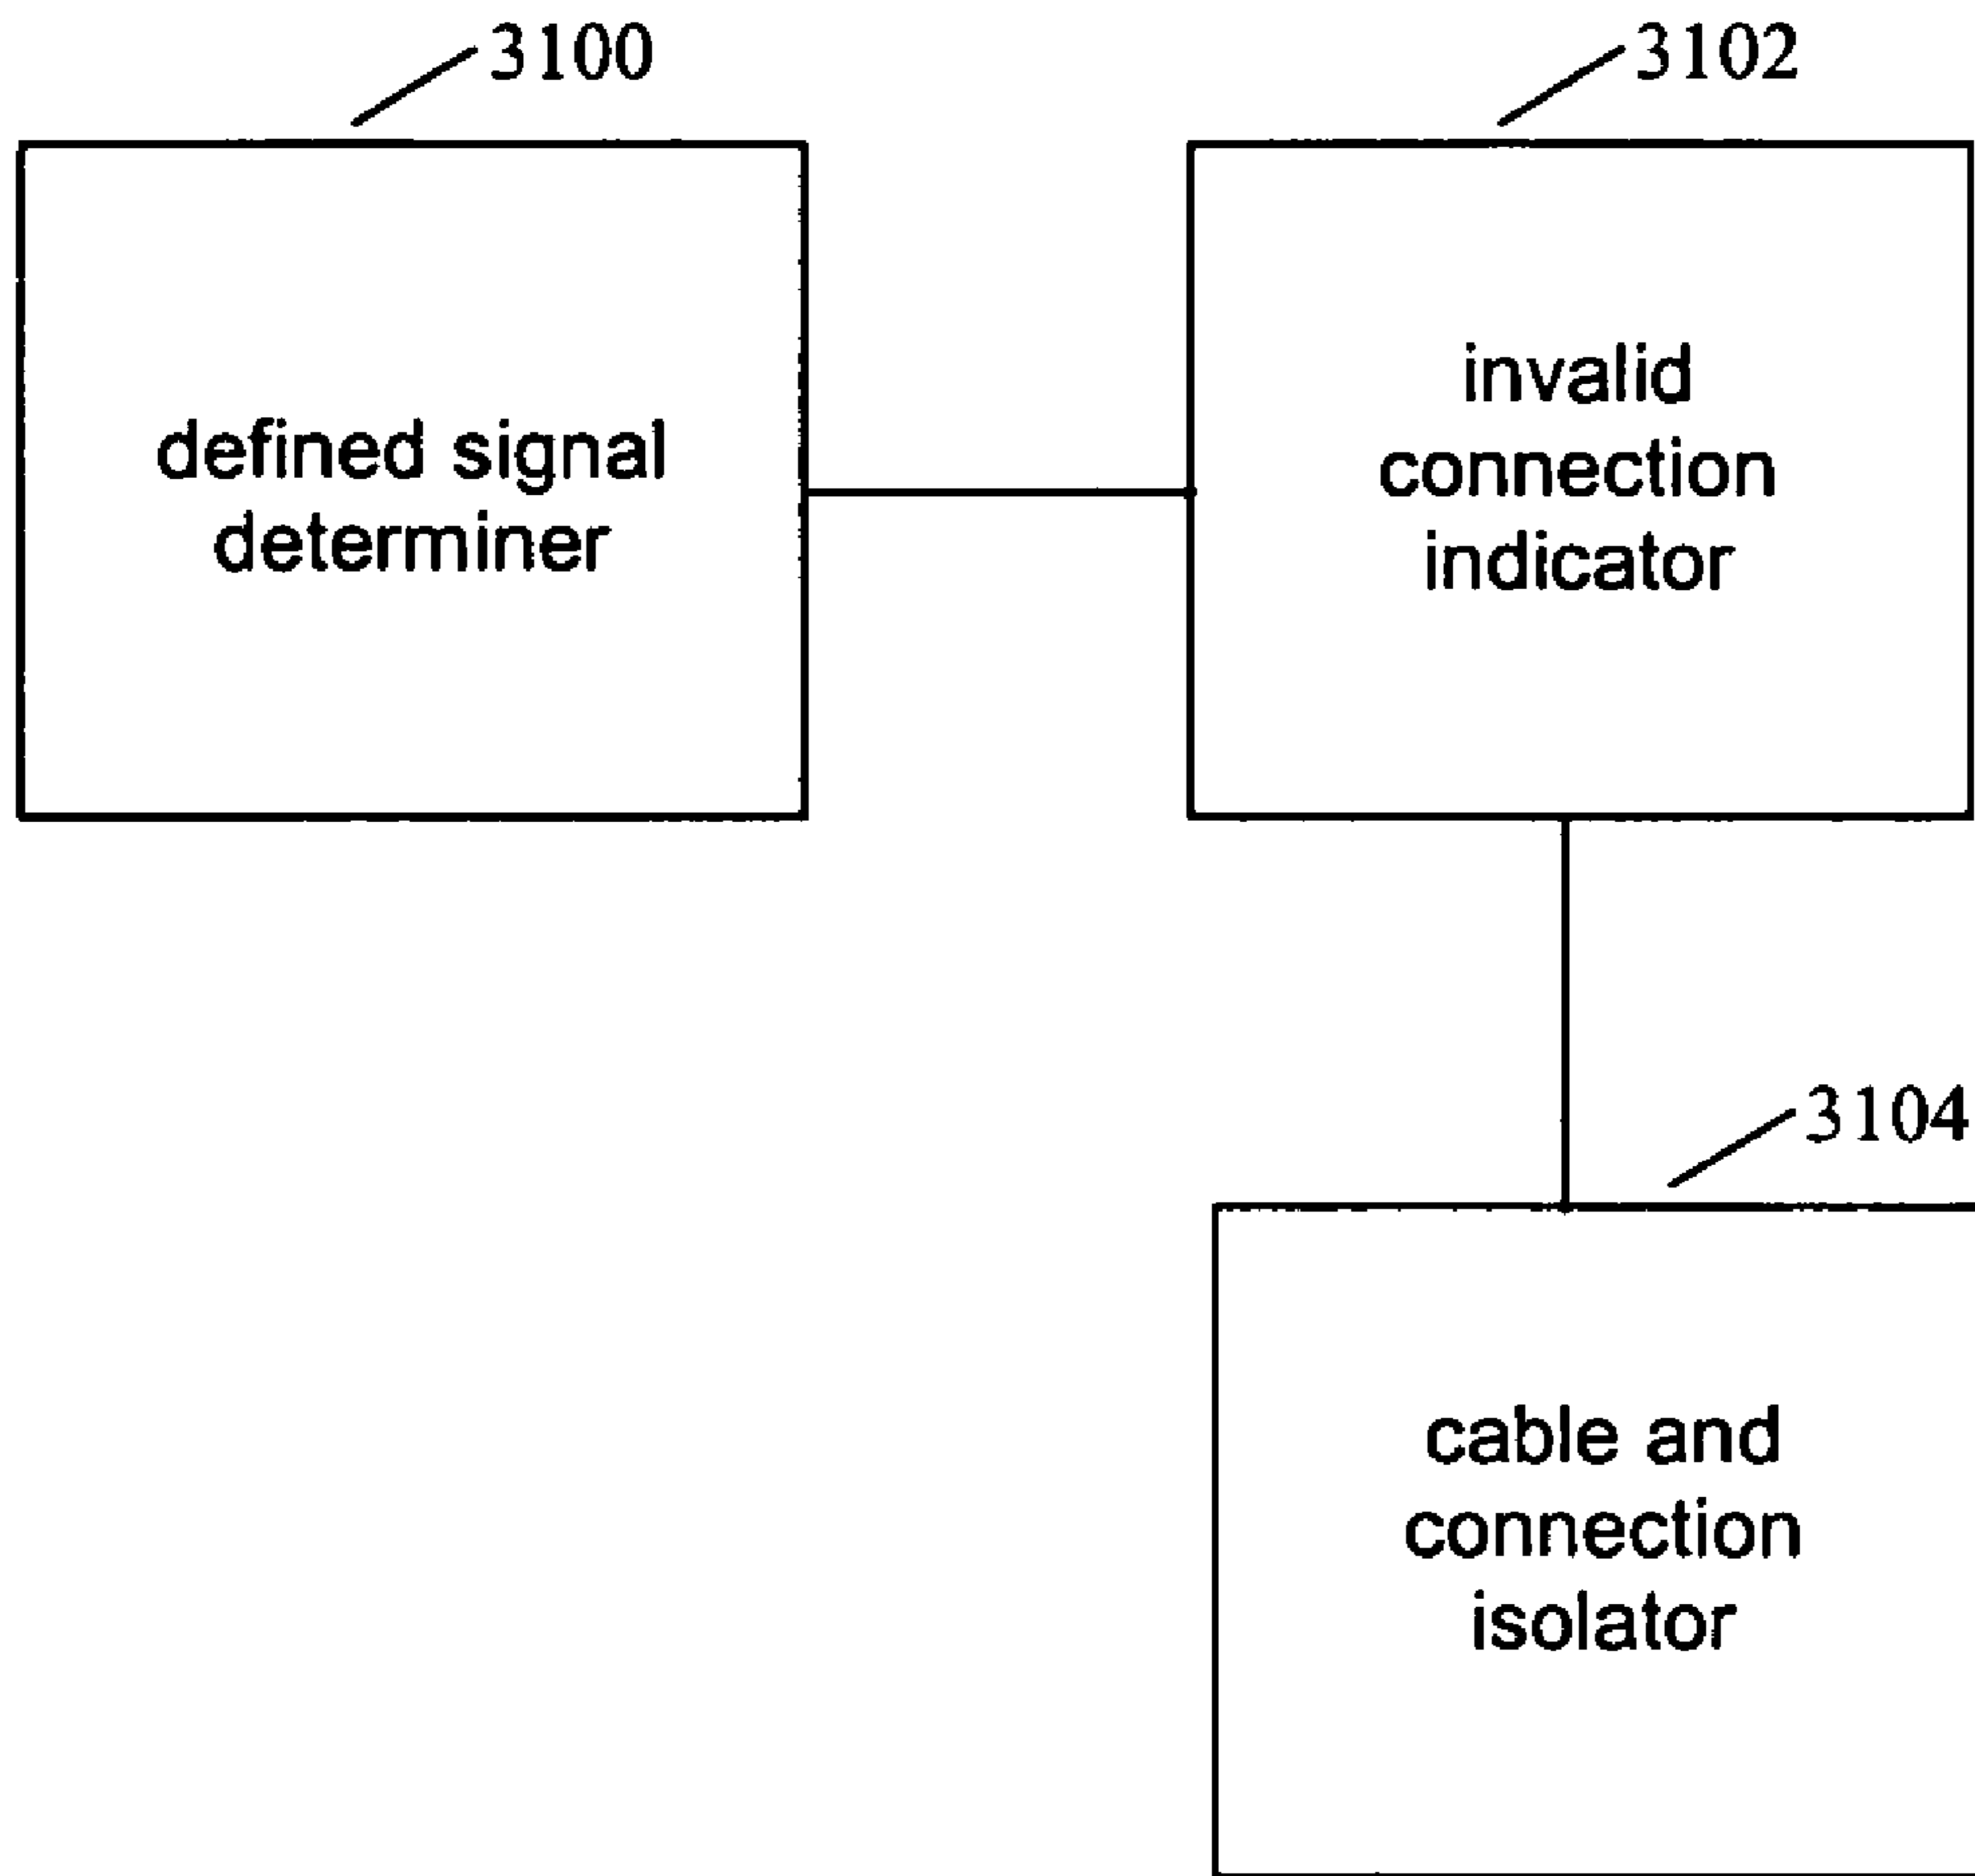 3100
3102
defined signal
determiner
invalid
connection
indicator
3104
cable and
connection
isolator